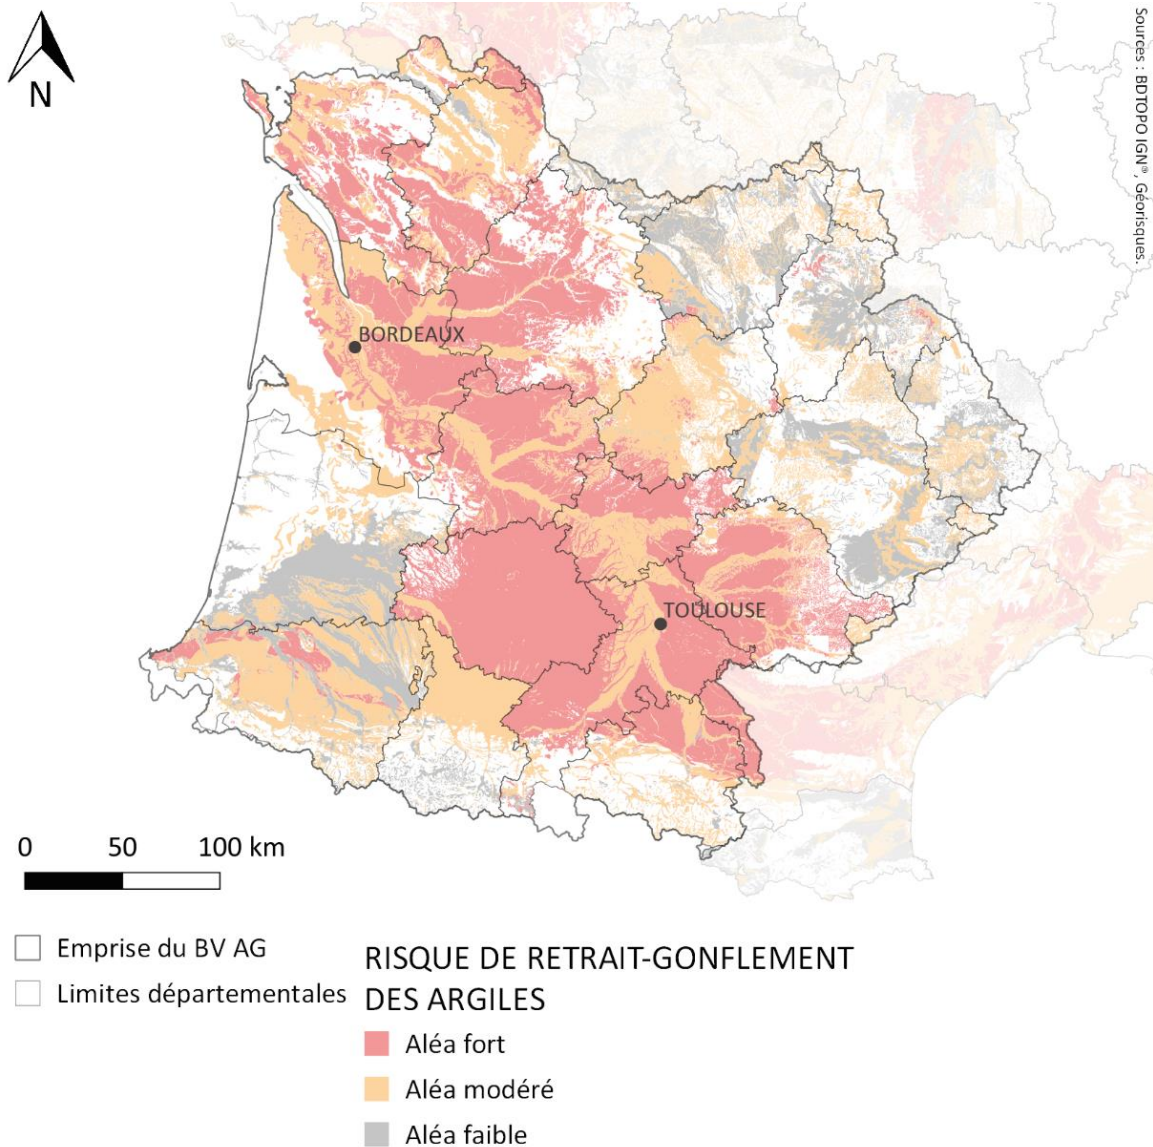 Sources : BDTOPO IGN®, Géorisques.
N
BORDEAUX
TOULOUSE
0 50 100 km
Emprise du BV AG
Limites départementales
RISQUE DE RETRAIT-GONFLEMENT
DES ARGILES
Aléa fort
Aléa modéré
Aléa faible